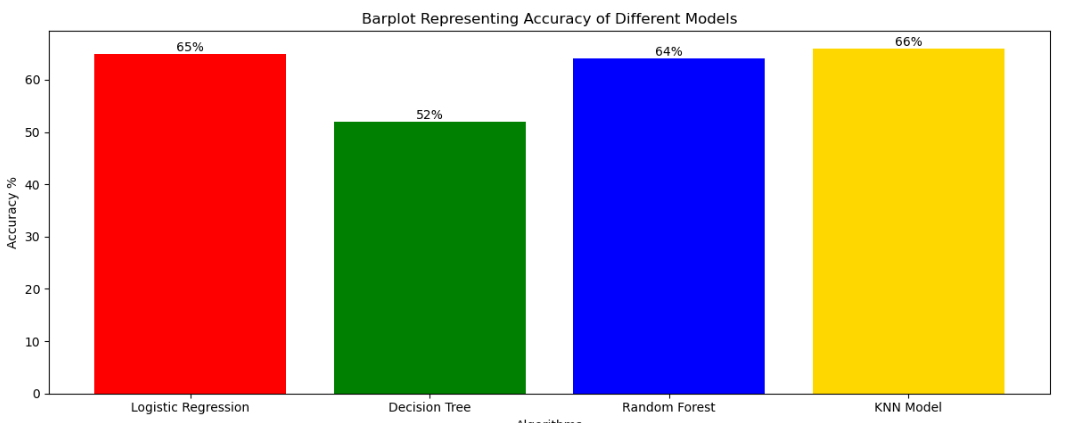 Barplot Representing Accuracy of Different Models
65%
52%
64%
66%
Accuracy %
60
50
40
30
20
10
0
Logistic Regression
Decision Tree
Random Forest
KNN Model
Algorithms